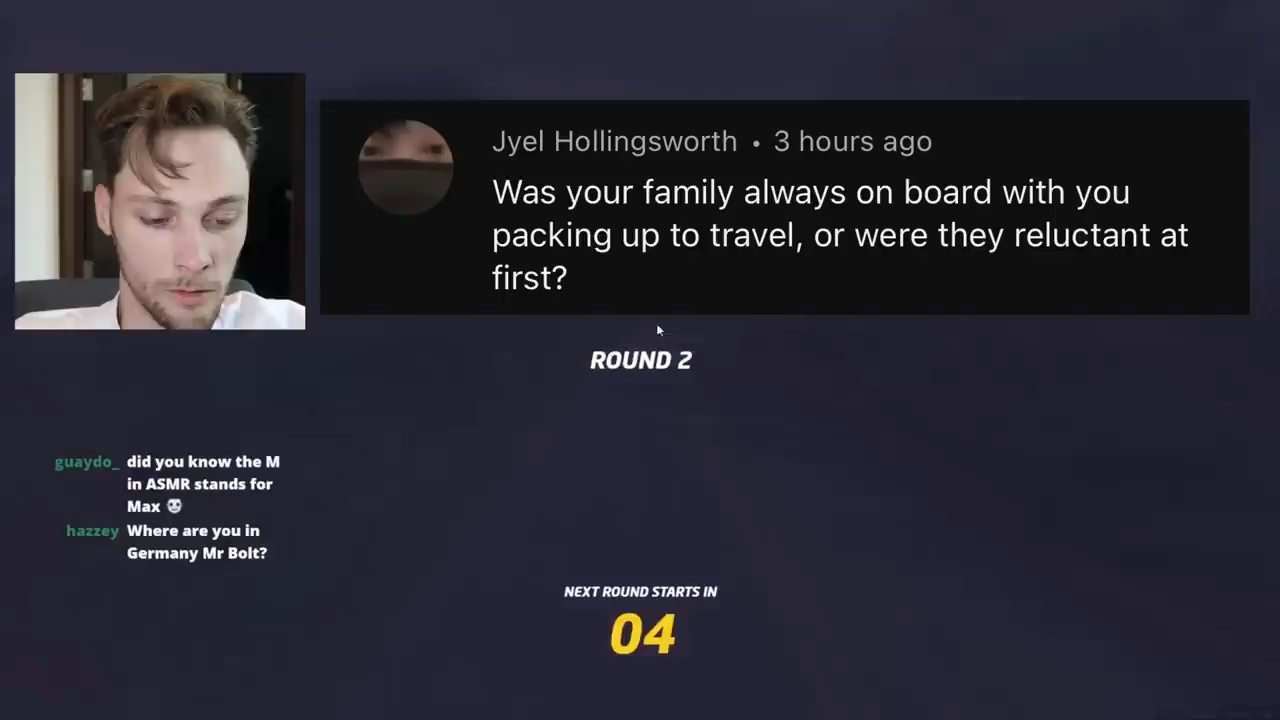 Jyel Hollingsworth • 3 hours ago
Was your family always on board with you
packing up to travel, or were they reluctant at
first?
ROUND 2
guaydo_ did you know the M
in ASMR stands for
Max
hazzey Where are you in
Germany Mr Bolt?
NEXT ROUND STARTS IN
04